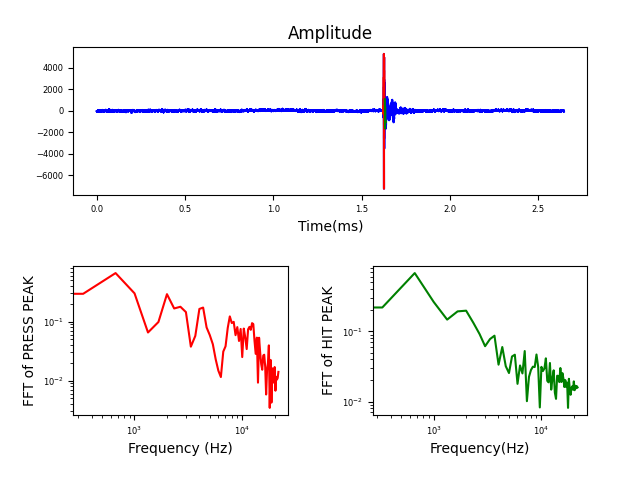 Amplitude
4000
2000
0
−2000
−4000
−6000
0.0 0.5 1.0 1.5 2.0 2.5
Time(ms)
FFT of PRESS PEAK
10⁻¹
10⁻²
10³ 10⁴
Frequency (Hz)
FFT of HIT PEAK
10⁻¹
10⁻²
10³ 10⁴
Frequency(Hz)